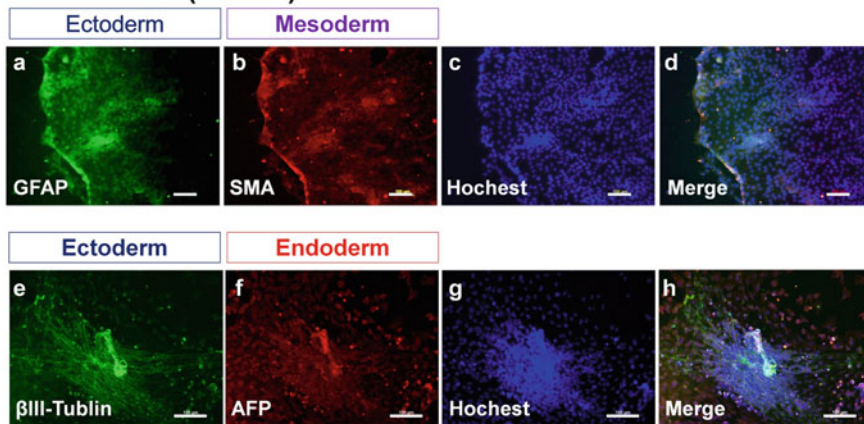 Ectoderm Mesoderm
a b c d
GFAP SMA Hochest Merge
Ectoderm Endoderm
e f g h
βIII-Tublin AFP Hochest Merge